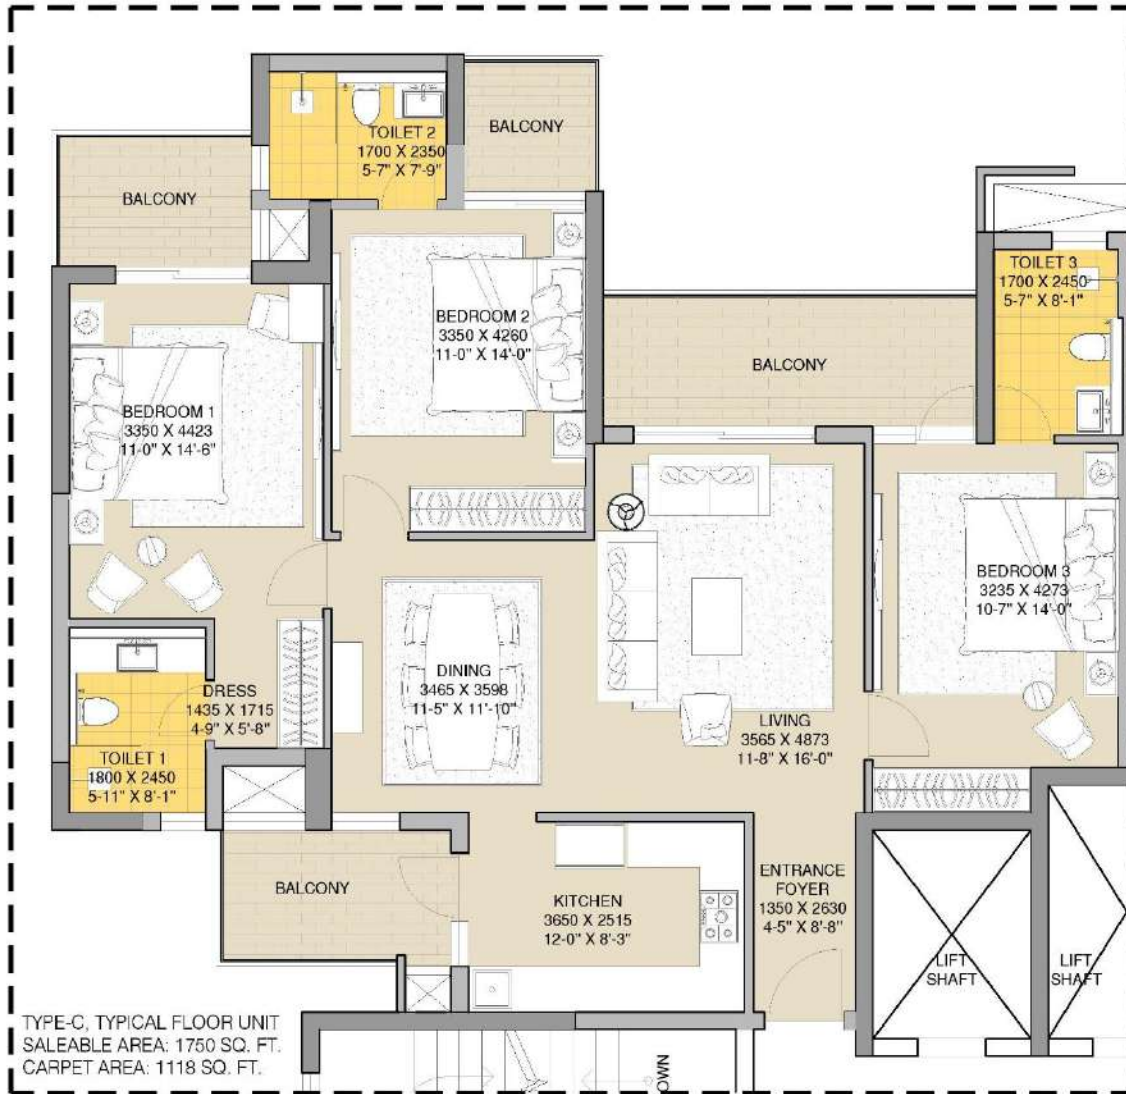 TOILET 2
1700 X 2350
5-7" X 7'-9"
BALCONY
BALCONY
TOILET 3
1700 X 2450
5-7" X 8'-1"
BEDROOM 2
3350 X 4260
11-0" X 14'-0"
BALCONY
BEDROOM 1
3350 X 4423
11-0" X 14'-6"
BEDROOM 3
3235 X 4273
10-7" X 14'-0"
DINING
3465 X 3598
11-5" X 11'-10"
DRESS
1435 X 1715
4-9" X 5'-8"
LIVING
3565 X 4873
11-8" X 16'-0"
TOILET 1
1800 X 2450
5-11" X 8'-1"
BALCONY
KITCHEN
3650 X 2515
12-0" X 8'-3"
ENTRANCE
FOYER
1350 X 2630
4-5" X 8'-8"
LIFT
SHAFT
LIFT
SHAFT
TYPE-C, TYPICAL FLOOR UNIT
SALEABLE AREA: 1750 SQ. FT.
CARPET AREA: 1118 SQ. FT.
OWN